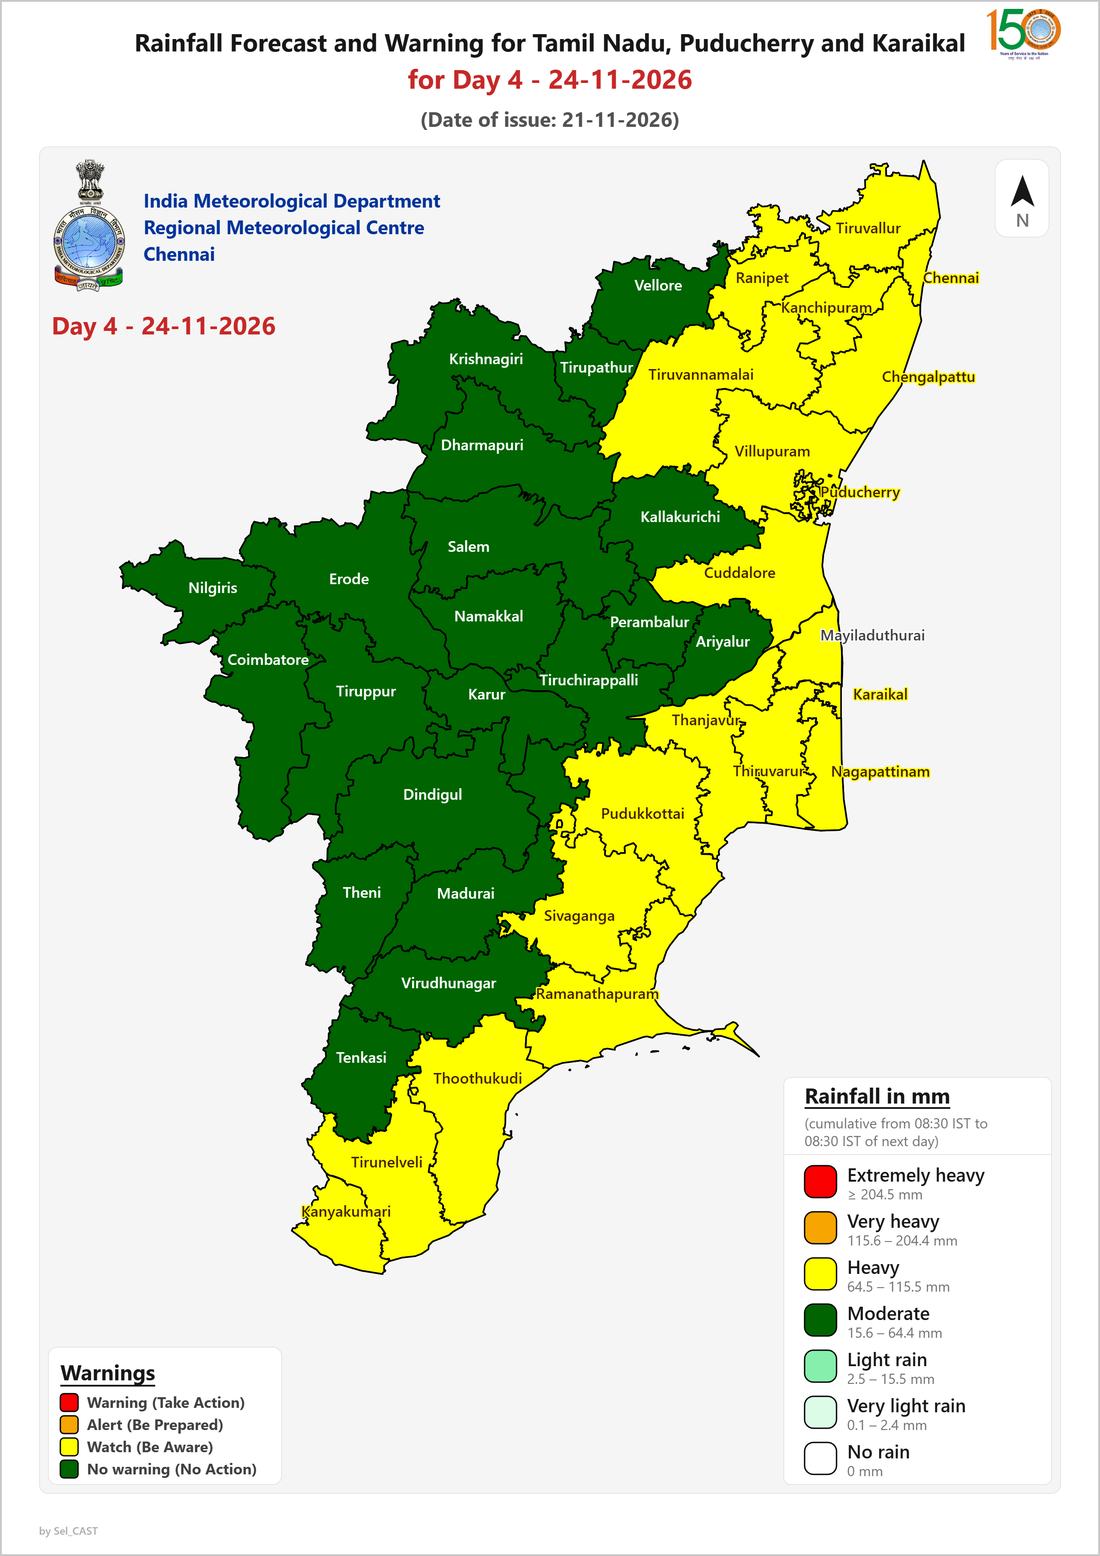 Rainfall Forecast and Warning for Tamil Nadu, Puducherry and Karaikal
150
Years of Service to the Nation
for Day 4 - 24-11-2026
(Date of issue: 21-11-2026)
India Meteorological Department
Regional Meteorological Centre
Chennai
Day 4 - 24-11-2026
N
Tiruvallur
Chennai
Ranipet
Vellore
Kanchipuram
Krishnagiri
Tirupathur
Tiruvannamalai
Chengalpattu
Dharmapuri
Villupuram
Puducherry
Kallakurichi
Salem
Cuddalore
Erode
Nilgiris
Namakkal
Perambalur
Ariyalur
Mayiladuthurai
Coimbatore
Tiruchirappalli
Tiruppur
Karur
Karaikal
Thanjavur
Thiruvarur
Nagapattinam
Dindigul
Pudukkottai
Theni
Madurai
Sivaganga
Virudhunagar
Ramanathapuram
Tenkasi
Thoothukudi
Tirunelveli
Kanyakumari
Rainfall in mm
(cumulative from 08:30 IST to
08:30 IST of next day)
Extremely heavy
≥ 204.5 mm
Very heavy
115.6 – 204.4 mm
Heavy
64.5 – 115.5 mm
Moderate
15.6 – 64.4 mm
Light rain
2.5 – 15.5 mm
Very light rain
0.1 – 2.4 mm
No rain
0 mm
Warnings
Warning (Take Action)
Alert (Be Prepared)
Watch (Be Aware)
No warning (No Action)
by Sel_CAST